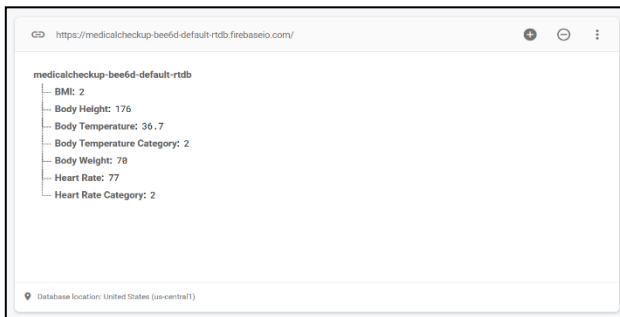 https://medicalcheckup-bee6d-default-rtdb.firebaseio.com/
medicalcheckup-bee6d-default-rtdb
BMI: 2
Body Height: 176
Body Temperature: 36.7
Body Temperature Category: 2
Body Weight: 70
Heart Rate: 77
Heart Rate Category: 2
Database location: United States (us-central1)